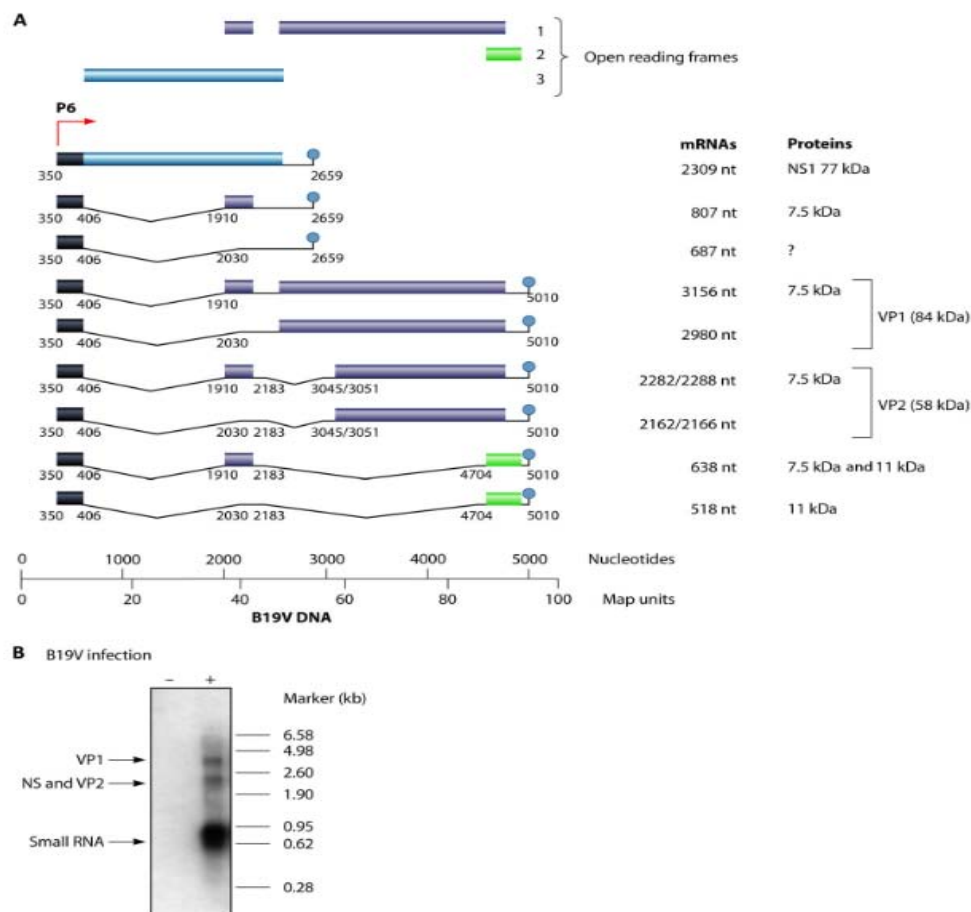 A
1
2
3
Open reading frames
P6
mRNAs Proteins
350 2659 2309 nt NS1 77 kDa
350 406 1910 2659 807 nt 7.5 kDa
350 406 2030 2659 687 nt ?
350 406 1910 5010 3156 nt 7.5 kDa
VP1 (84 kDa)
350 406 2030 5010 2980 nt
350 406 1910 2183 3045/3051 5010 2282/2288 nt 7.5 kDa
VP2 (58 kDa)
350 406 2030 2183 3045/3051 5010 2162/2166 nt
350 406 1910 2183 4704 5010 638 nt 7.5 kDa and 11 kDa
350 406 2030 2183 4704 5010 518 nt 11 kDa
0 1000 2000 3000 4000 5000 Nucleotides
0 20 40 60 80 100 Map units
B19V DNA
B B19V infection
– +
Marker (kb)
6.58
VP1 4.98
2.60
NS and VP2
1.90
0.95
Small RNA 0.62
0.28